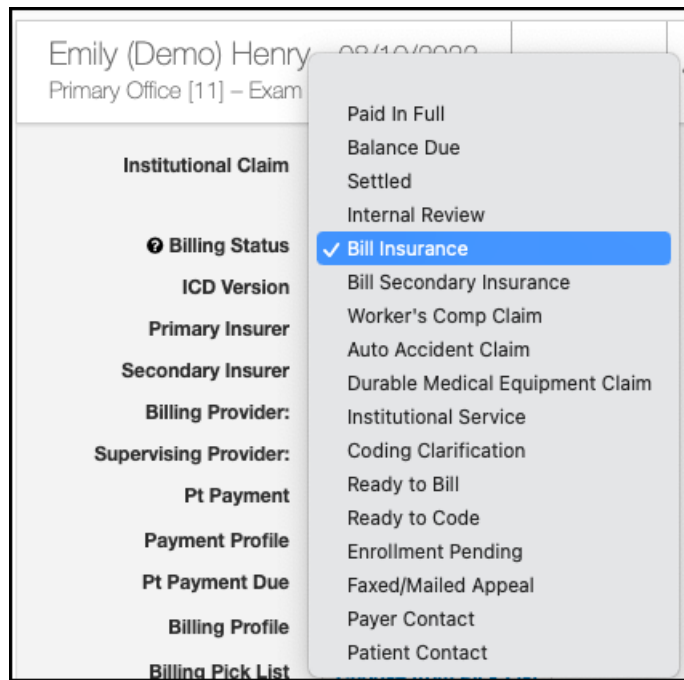 Emily (Demo) Henry
Primary Office [11] – Exam
Institutional Claim
Billing Status
ICD Version
Primary Insurer
Secondary Insurer
Billing Provider:
Supervising Provider:
Pt Payment
Payment Profile
Pt Payment Due
Billing Profile
Billing Pick List
Paid In Full
Balance Due
Settled
Internal Review
✓ Bill Insurance
Bill Secondary Insurance
Worker's Comp Claim
Auto Accident Claim
Durable Medical Equipment Claim
Institutional Service
Coding Clarification
Ready to Bill
Ready to Code
Enrollment Pending
Faxed/Mailed Appeal
Payer Contact
Patient Contact